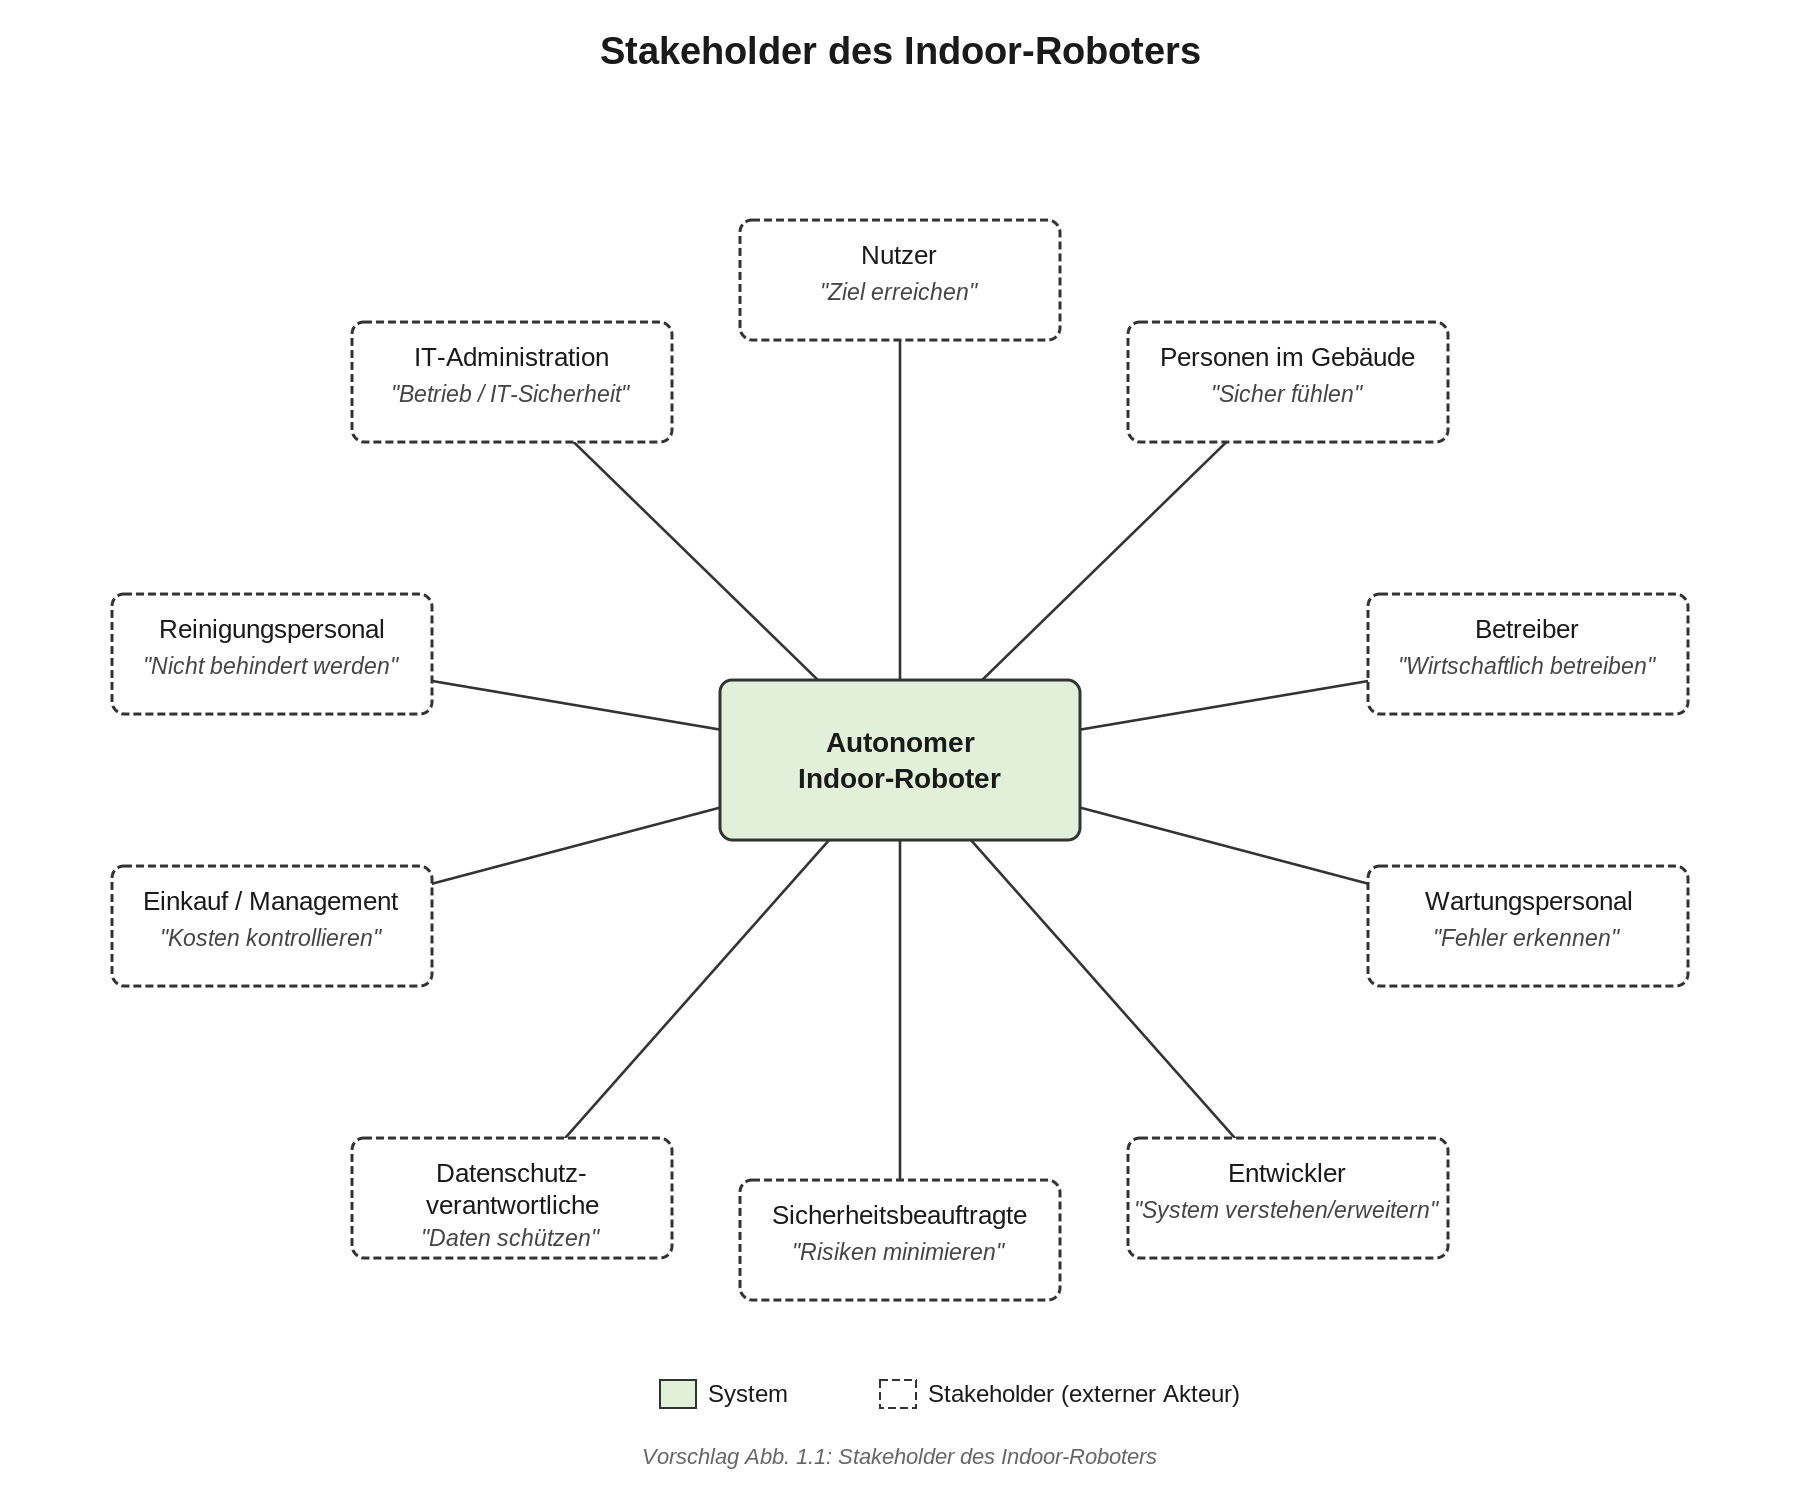 Stakeholder des Indoor-Roboters
Nutzer
"Ziel erreichen"
IT-Administration
"Betrieb / IT-Sicherheit"
Personen im Gebäude
"Sicher fühlen"
Reinigungspersonal
"Nicht behindert werden"
Betreiber
"Wirtschaftlich betreiben"
Autonomer
Indoor-Roboter
Einkauf / Management
"Kosten kontrollieren"
Wartungspersonal
"Fehler erkennen"
Datenschutz-
verantwortliche
"Daten schützen"
Sicherheitsbeauftragte
"Risiken minimieren"
Entwickler
"System verstehen/erweitern"
System
Stakeholder (externer Akteur)
Vorschlag Abb. 1.1: Stakeholder des Indoor-Roboters